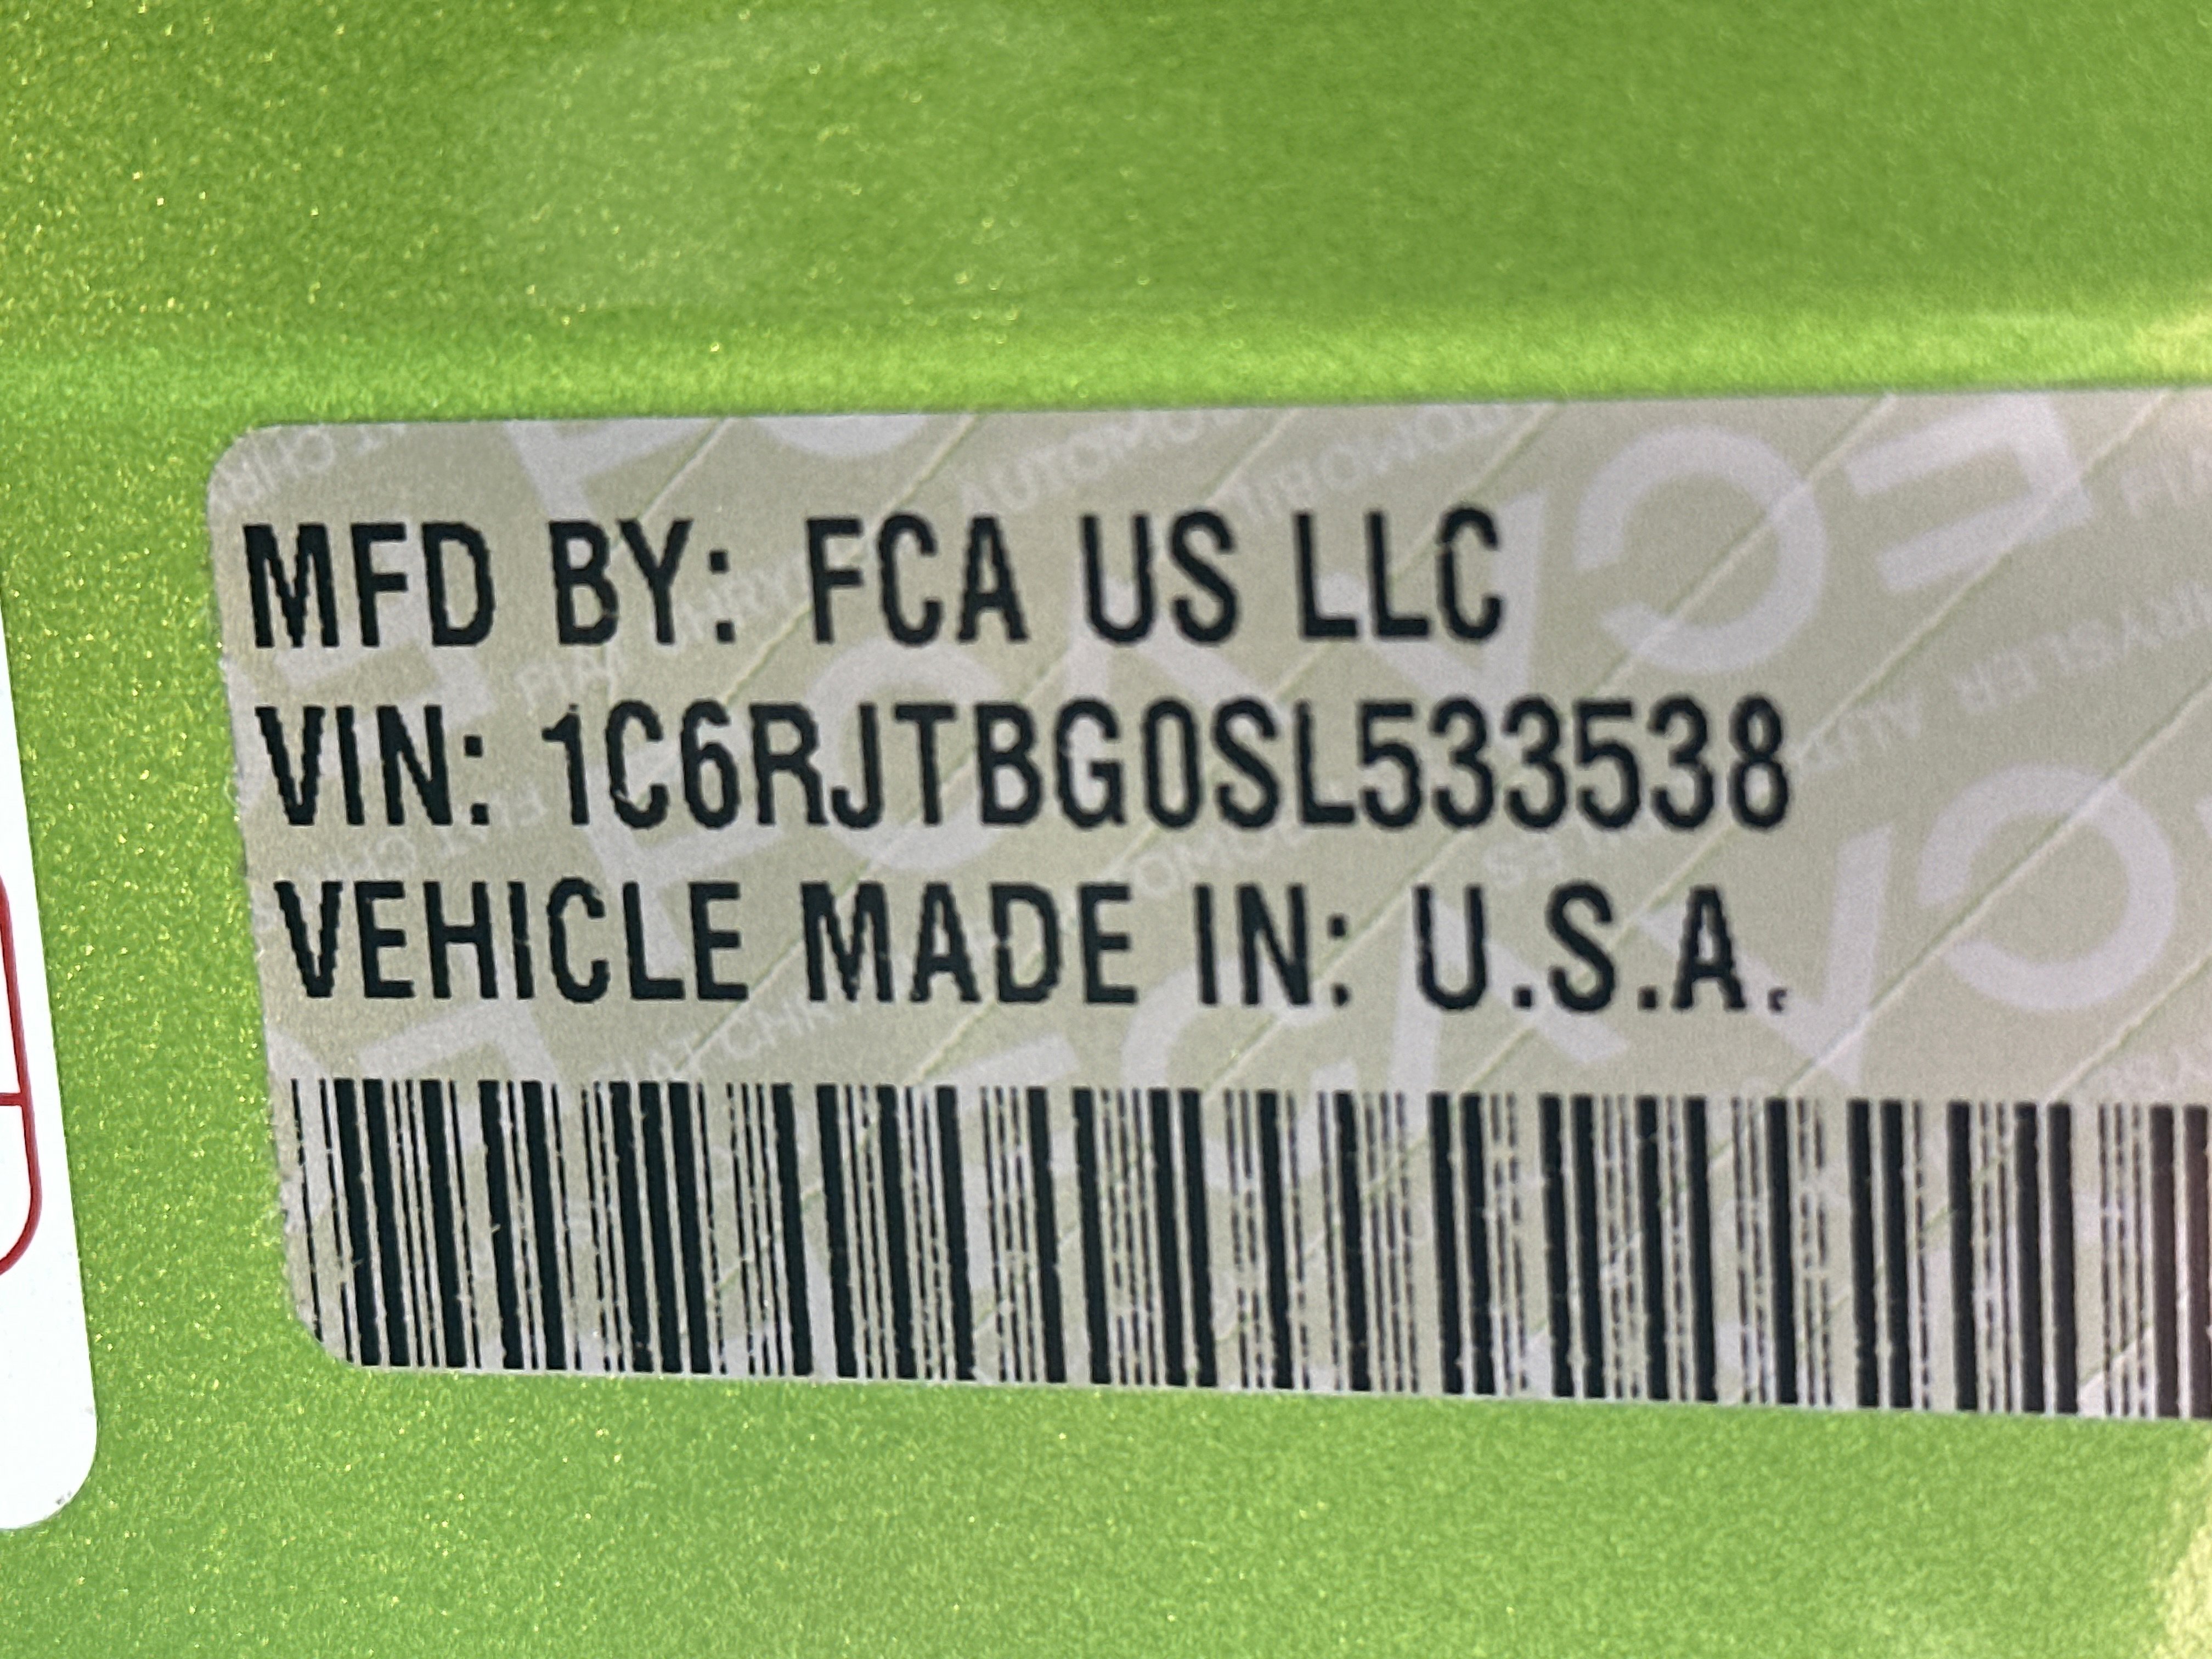 MFD BY: FCA US LLC
VIN: 1C6RJTBG0SL533538
VEHICLE MADE IN: U.S.A.